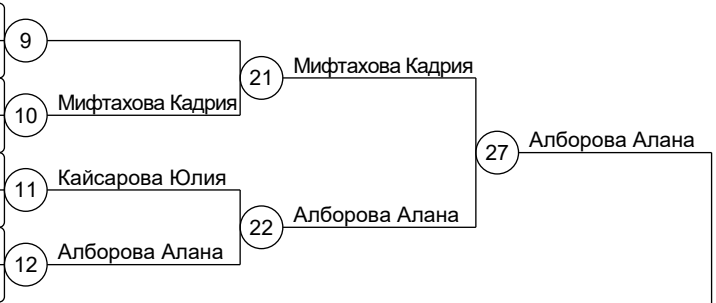 9
21 Мифтахова Кадрия
10 Мифтахова Кадрия
27 Алборова Алана
11 Кайсарова Юлия
22 Алборова Алана
12 Алборова Алана